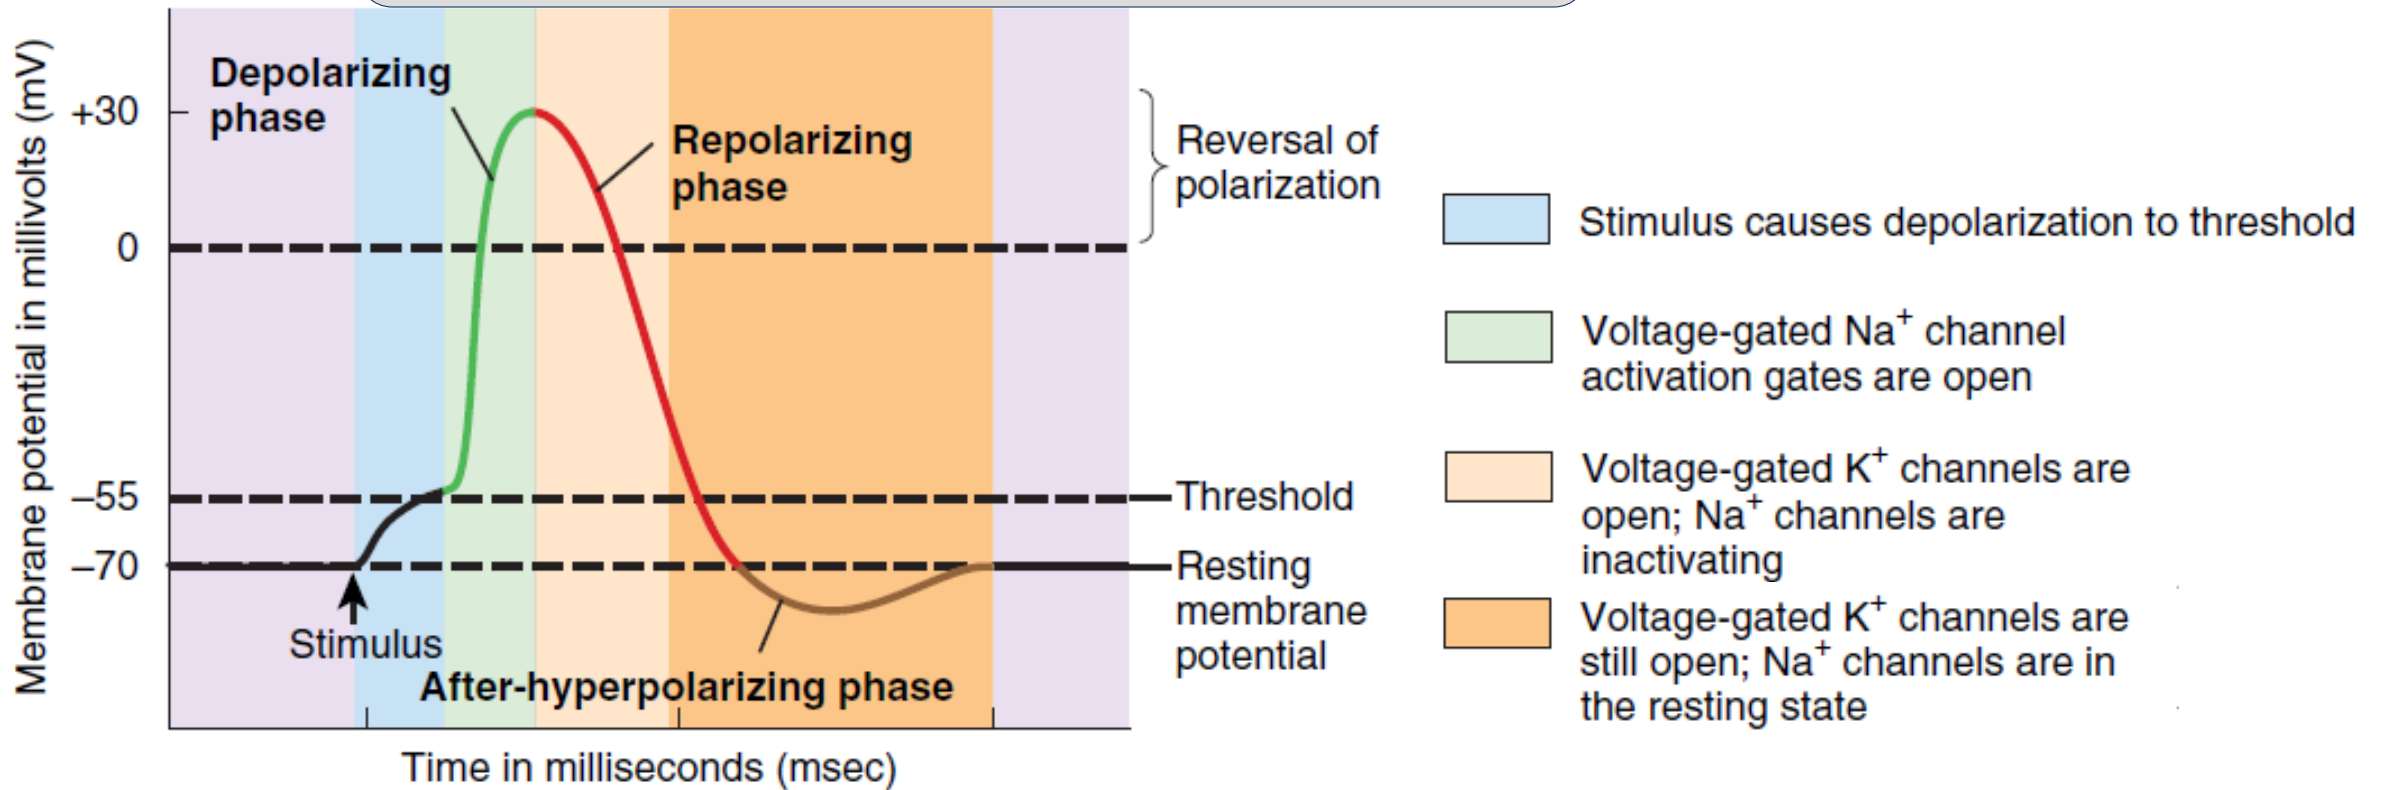 Membrane potential in millivolts (mV)
+30
0
–55
–70
Depolarizing
phase
Repolarizing
phase
Stimulus
After-hyperpolarizing phase
Time in milliseconds (msec)
Reversal of
polarization
Threshold
Resting
membrane
potential
Stimulus causes depolarization to threshold
Voltage-gated Na⁺ channel
activation gates are open
Voltage-gated K⁺ channels are
open; Na⁺ channels are
inactivating
Voltage-gated K⁺ channels are
still open; Na⁺ channels are in
the resting state